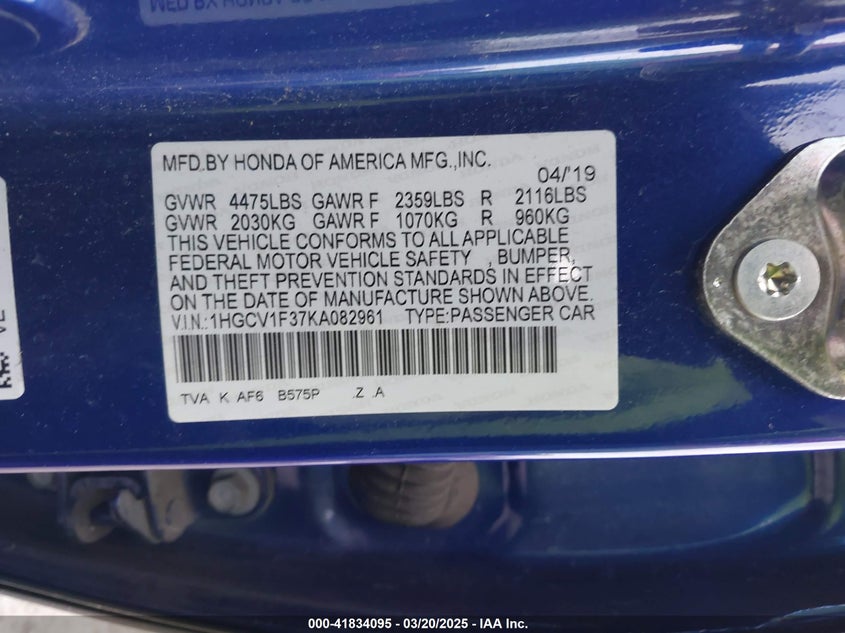 MFD.BY HONDA OF AMERICA MFG.,INC.
04/'19
GVWR 4475LBS GAWR F 2359LBS R 2116LBS
GVWR 2030KG GAWR F 1070KG R 960KG
THIS VEHICLE CONFORMS TO ALL APPLICABLE
FEDERAL MOTOR VEHICLE SAFETY , BUMPER,
AND THEFT PREVENTION STANDARDS IN EFFECT
ON THE DATE OF MANUFACTURE SHOWN ABOVE.
V.I.N.:1HGCV1F37KA082961 TYPE:PASSENGER CAR
TVA K AF6 B575P .Z .A
000-41834095 - 03/20/2025 - IAA Inc.